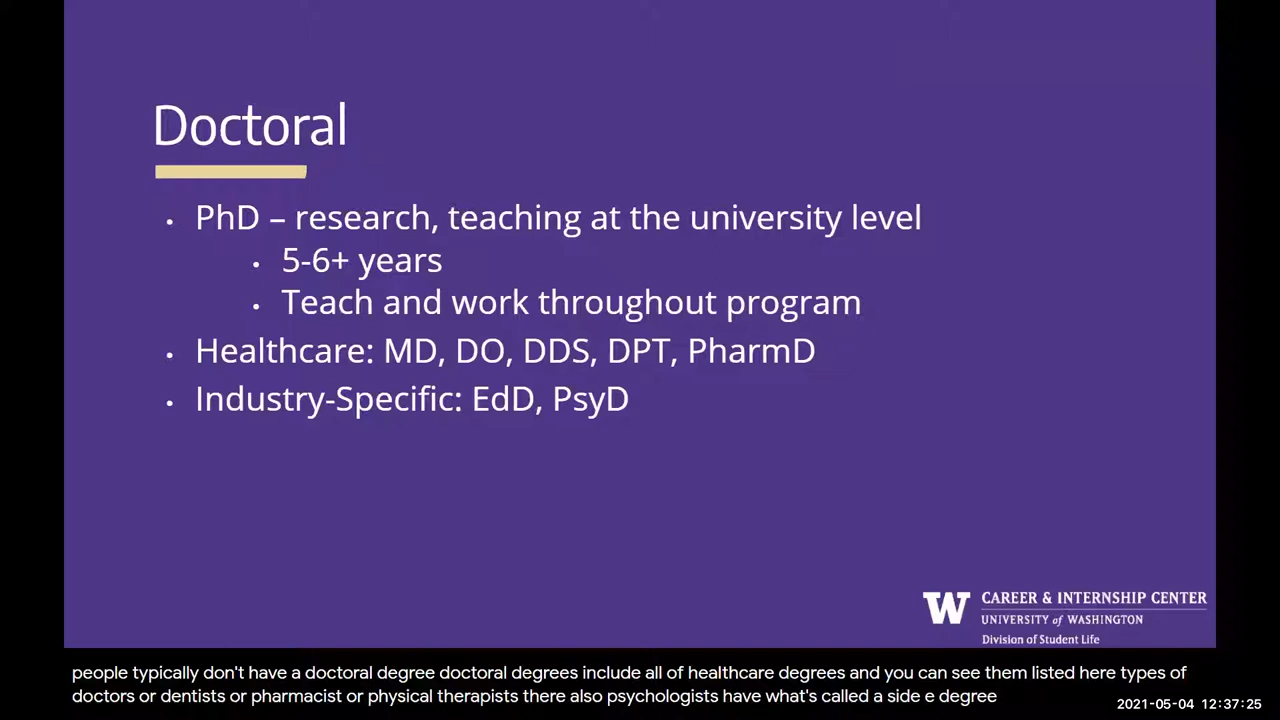 Doctoral
• PhD – research, teaching at the university level
• 5-6+ years
• Teach and work throughout program
• Healthcare: MD, DO, DDS, DPT, PharmD
• Industry-Specific: EdD, PsyD
W CAREER & INTERNSHIP CENTER
UNIVERSITY of WASHINGTON
Division of Student Life
people typically don't have a doctoral degree doctoral degrees include all of healthcare degrees and you can see them listed here types of
doctors or dentists or pharmacist or physical therapists there also psychologists have what's called a side e degree
2021-05-04 12:37:25